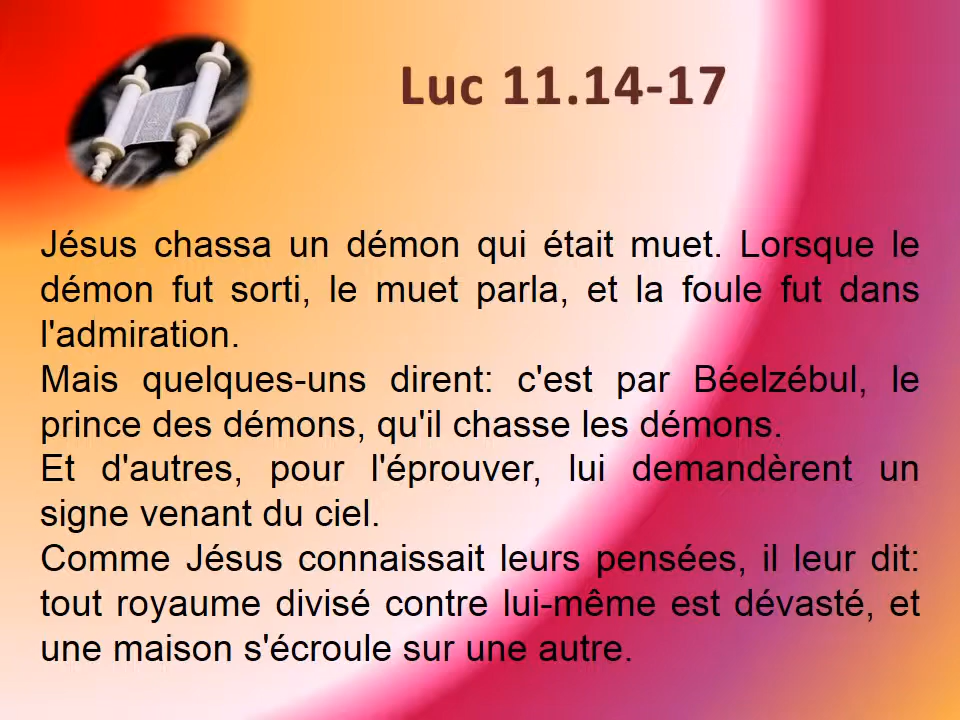 Luc 11.14-17
Jésus chassa un démon qui était muet. Lorsque le
démon fut sorti, le muet parla, et la foule fut dans
l'admiration.
Mais quelques-uns dirent: c'est par Béelzébul, le
prince des démons, qu'il chasse les démons.
Et d'autres, pour l'éprouver, lui demandèrent un
signe venant du ciel.
Comme Jésus connaissait leurs pensées, il leur dit:
tout royaume divisé contre lui-même est dévasté, et
une maison s'écroule sur une autre.